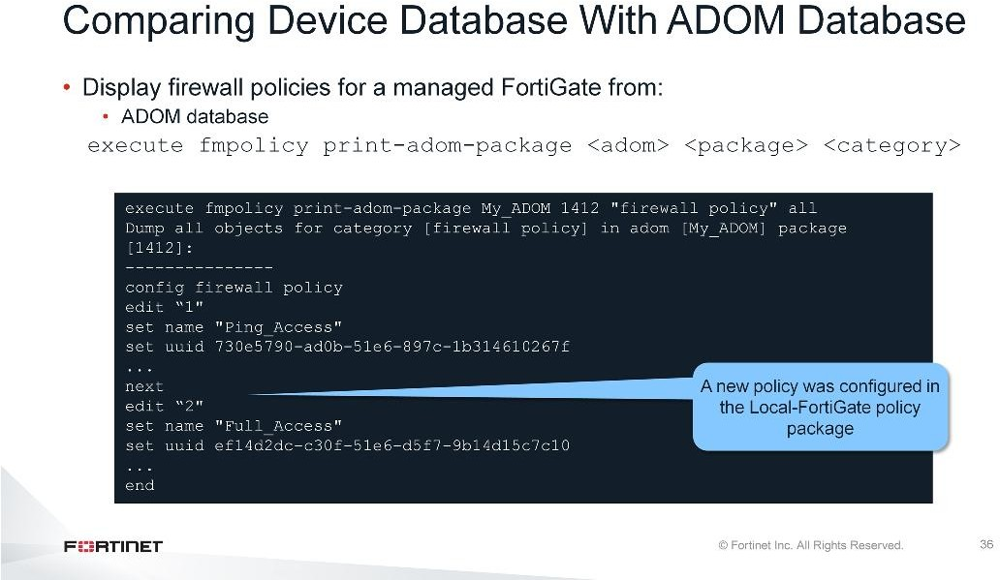 Comparing Device Database With ADOM Database
• Display firewall policies for a managed FortiGate from:
• ADOM database
execute fmpolicy print-adom-package <adom> <package> <category>
execute fmpolicy print-adom-package My_ADOM 1412 "firewall policy" all
Dump all objects for category [firewall policy] in adom [My_ADOM] package
[1412]:
---------------
config firewall policy
edit “1"
set name "Ping_Access"
set uuid 730e5790-ad0b-51e6-897c-1b314610267f
...
next
edit “2"
set name "Full_Access"
set uuid ef14d2dc-c30f-51e6-d5f7-9b14d15c7c10
...
end
A new policy was configured in
the Local-FortiGate policy
package
FORTINET
© Fortinet Inc. All Rights Reserved.
36